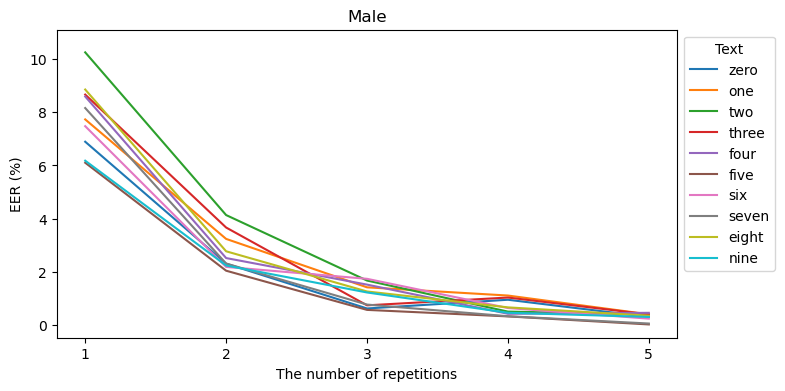 Male
EER (%)
10
8
6
4
2
0
1 2 3 4 5
The number of repetitions
Text
zero
one
two
three
four
five
six
seven
eight
nine